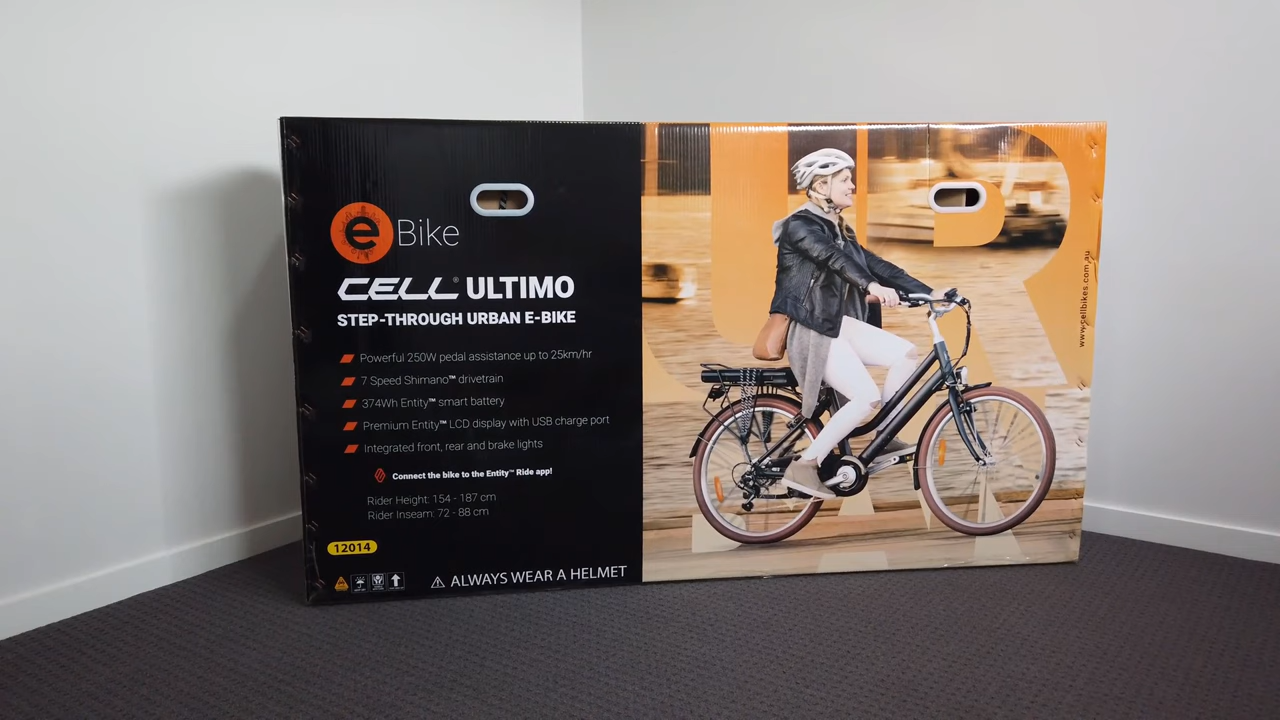 e Bike
CELL® ULTIMO
STEP-THROUGH URBAN E-BIKE
Powerful 250W pedal assistance up to 25km/hr
7 Speed Shimano™ drivetrain
374Wh Entity™ smart battery
Premium Entity™ LCD display with USB charge port
Integrated front, rear and brake lights
Connect the bike to the Entity™ Ride app!
Rider Height: 154 - 187 cm
Rider Inseam: 72 - 88 cm
12014
ALWAYS WEAR A HELMET
UR
www.cellbikes.com.au